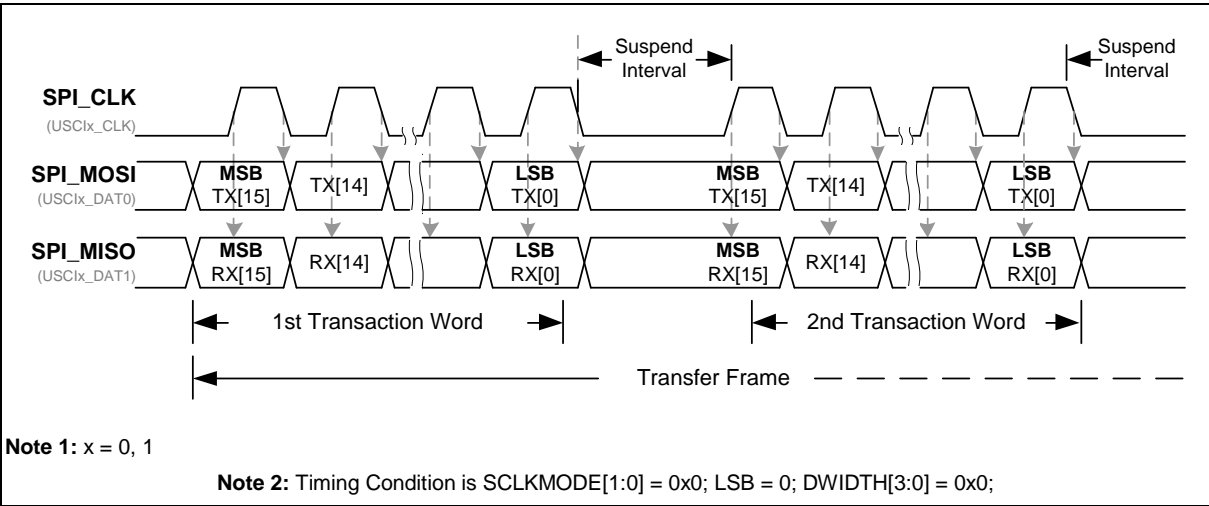 Suspend
Interval
Suspend
Interval
SPI_CLK
(USCIx_CLK)
SPI_MOSI
(USCIx_DAT0)
MSB
TX[15]
TX[14]
LSB
TX[0]
MSB
TX[15]
TX[14]
LSB
TX[0]
SPI_MISO
(USCIx_DAT1)
MSB
RX[15]
RX[14]
LSB
RX[0]
MSB
RX[15]
RX[14]
LSB
RX[0]
1st Transaction Word
2nd Transaction Word
Transfer Frame
Note 1: x = 0, 1
Note 2: Timing Condition is SCLKMODE[1:0] = 0x0; LSB = 0; DWIDTH[3:0] = 0x0;